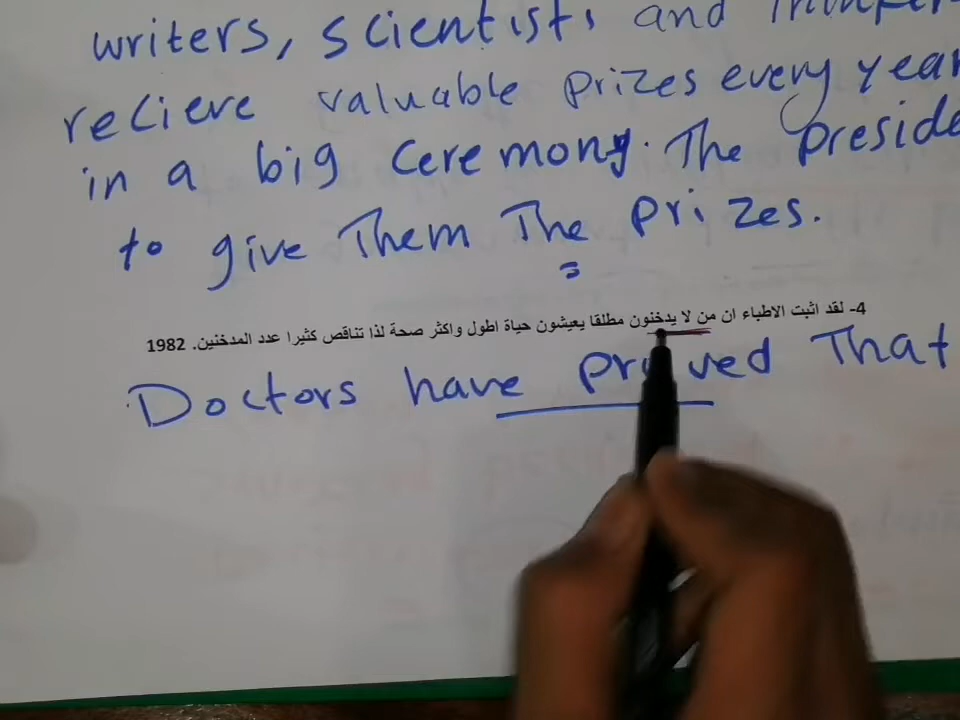 writers, scientists and thinker
relieve valuable prizes every year
in a big Ceremony. The preside
to give Them The prizes.
4- لقد اثبت الاطباء ان من لا يدخنون مطلقا يعيشون حياة اطول واكثر صحة لذا تناقص كثيرا عدد المدخنين. 1982
Doctors have proved That